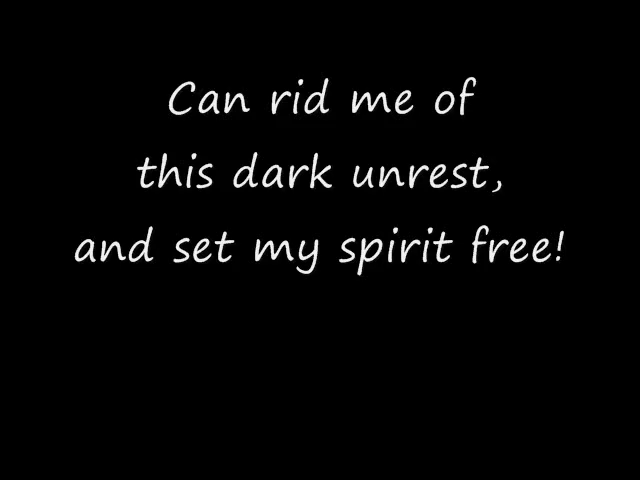 Can rid me of
this dark unrest,
and set my spirit free!